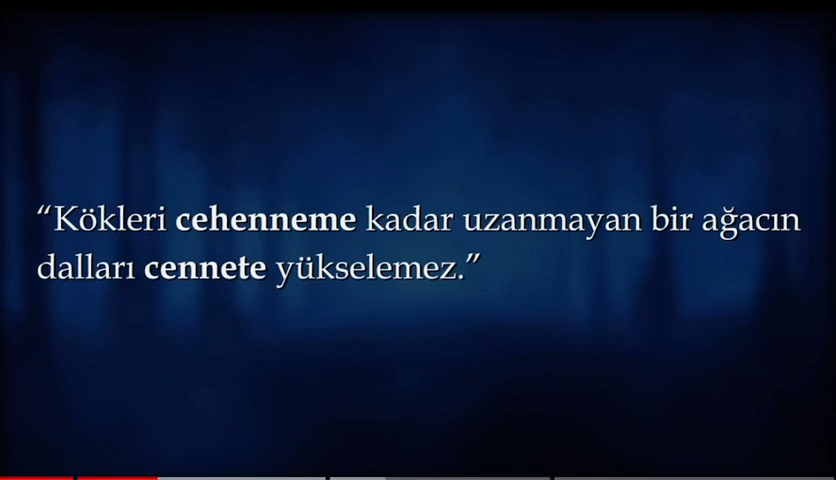 “Kökleri cehenneme kadar uzanmayan bir ağacın
dalları cennete yükselemez.”